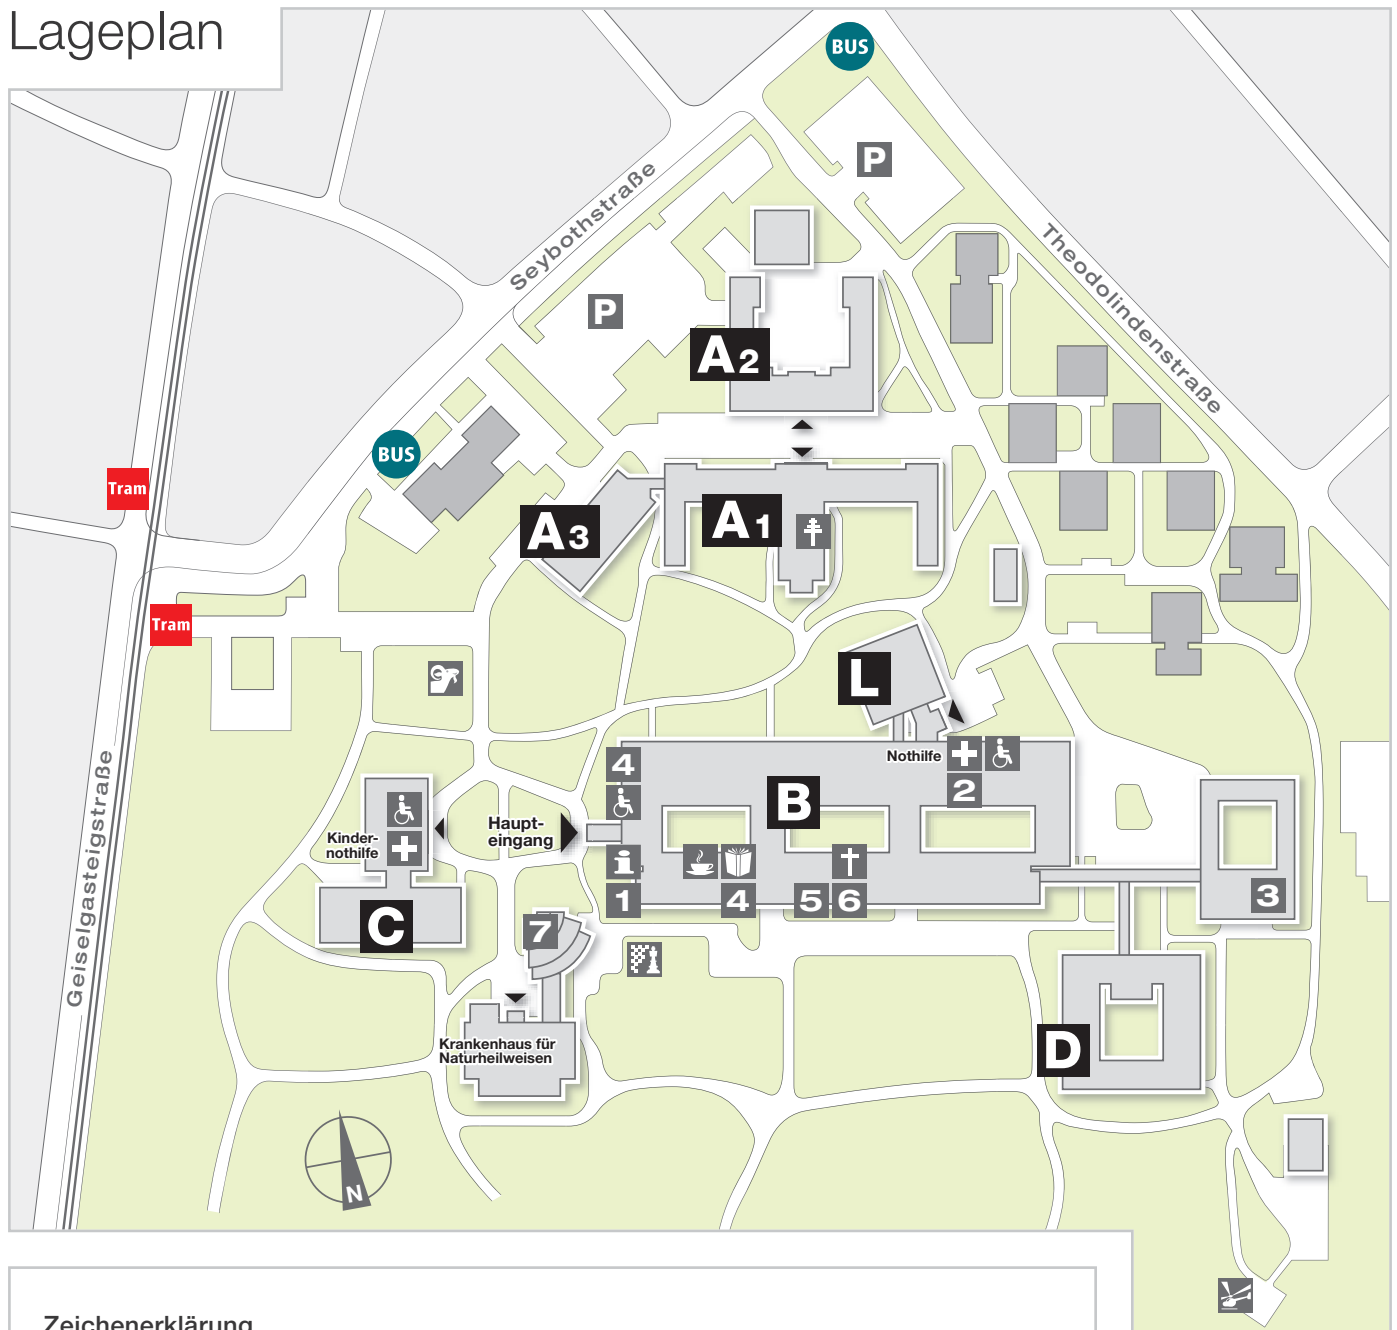 Lageplan
BUS
P
Seybothstraße
Theodolindenstraße
P
A2
BUS
Tram
A3
A1
Tram
L
Geiselgasteigstraße
4
Nothilfe
2
B
Haupt-
eingang
Kinder-
nothilfe
1
4
5
6
3
C
7
D
Krankenhaus für
Naturheilweisen
N
Zeichenerklärung